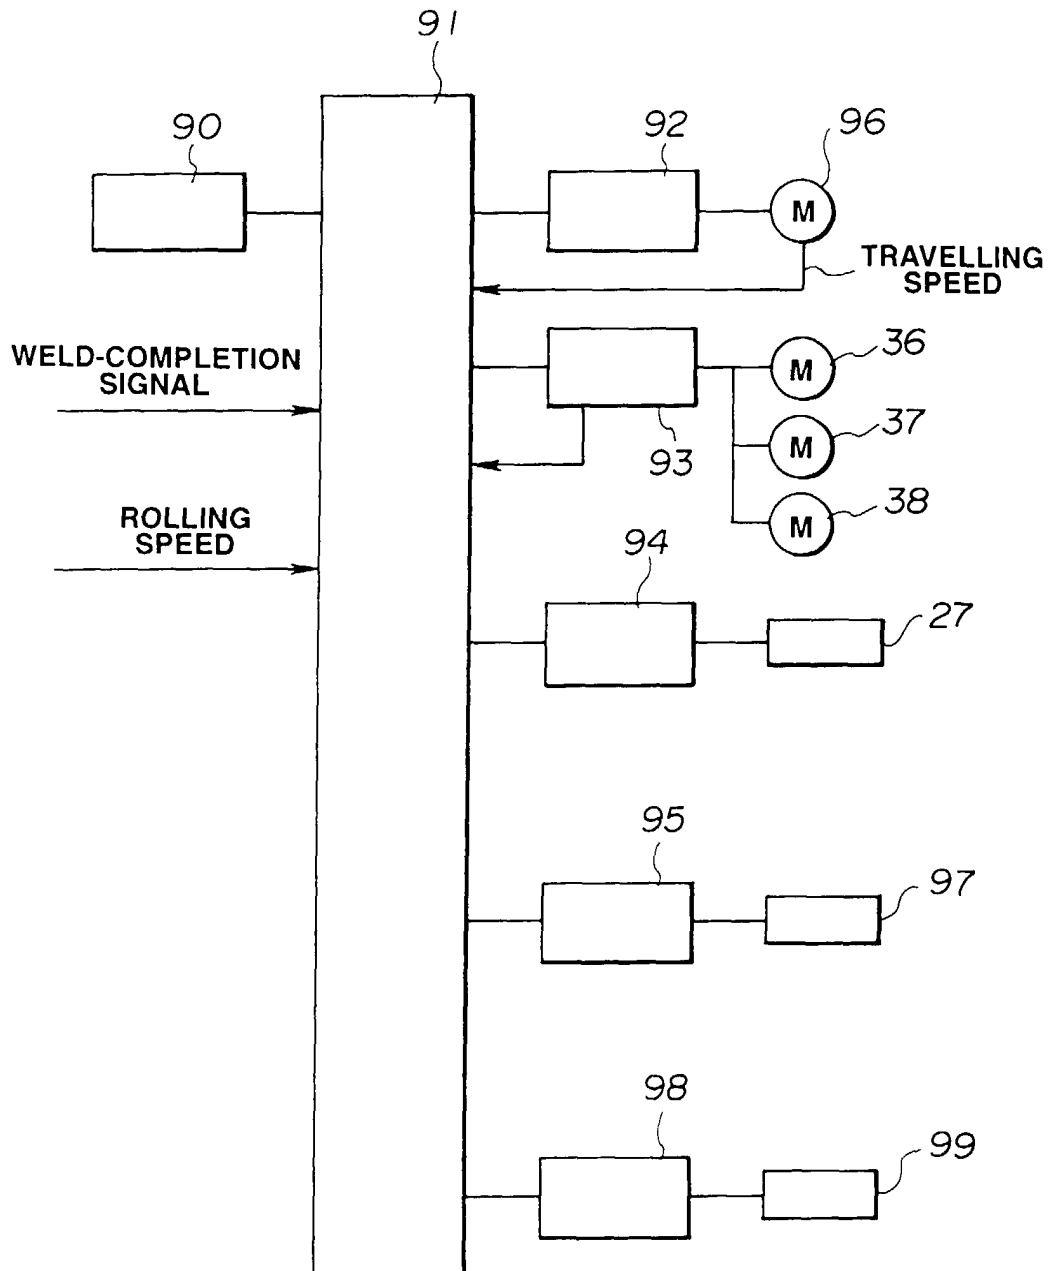 91
90
92
96
M
TRAVELLING
SPEED
WELD-COMPLETION
SIGNAL
36
M
37
M
93
38
M
ROLLING
SPEED
94
27
95
97
98
99